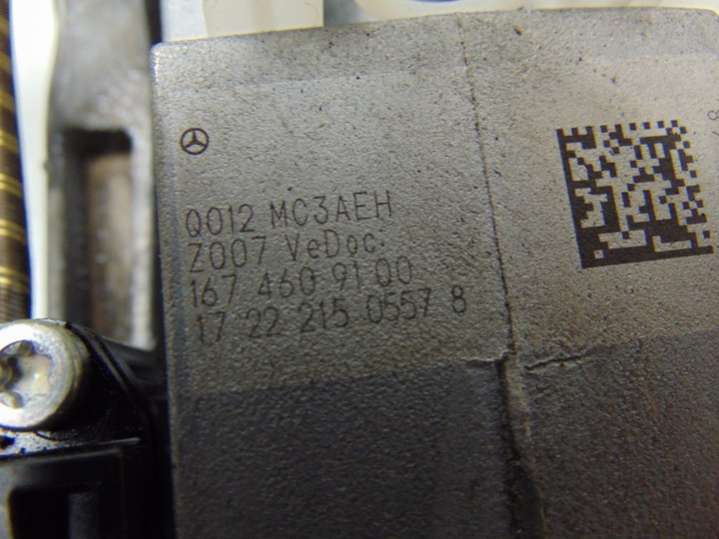 Q012 MC3AEH
Z007 VeDoc
167 460 91 00
17 22 215 0557 8